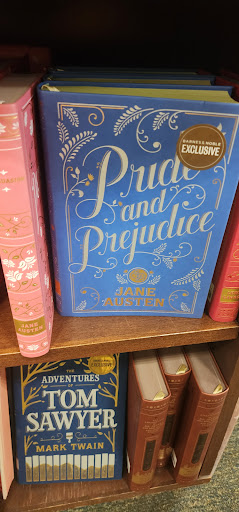 BARNES & NOBLE
EXCLUSIVE
Pride
and
Prejudice
JANE
AUSTEN
JANE
AUSTEN
THE
ADVENTURES
OF
TOM
SAWYER
MARK TWAIN